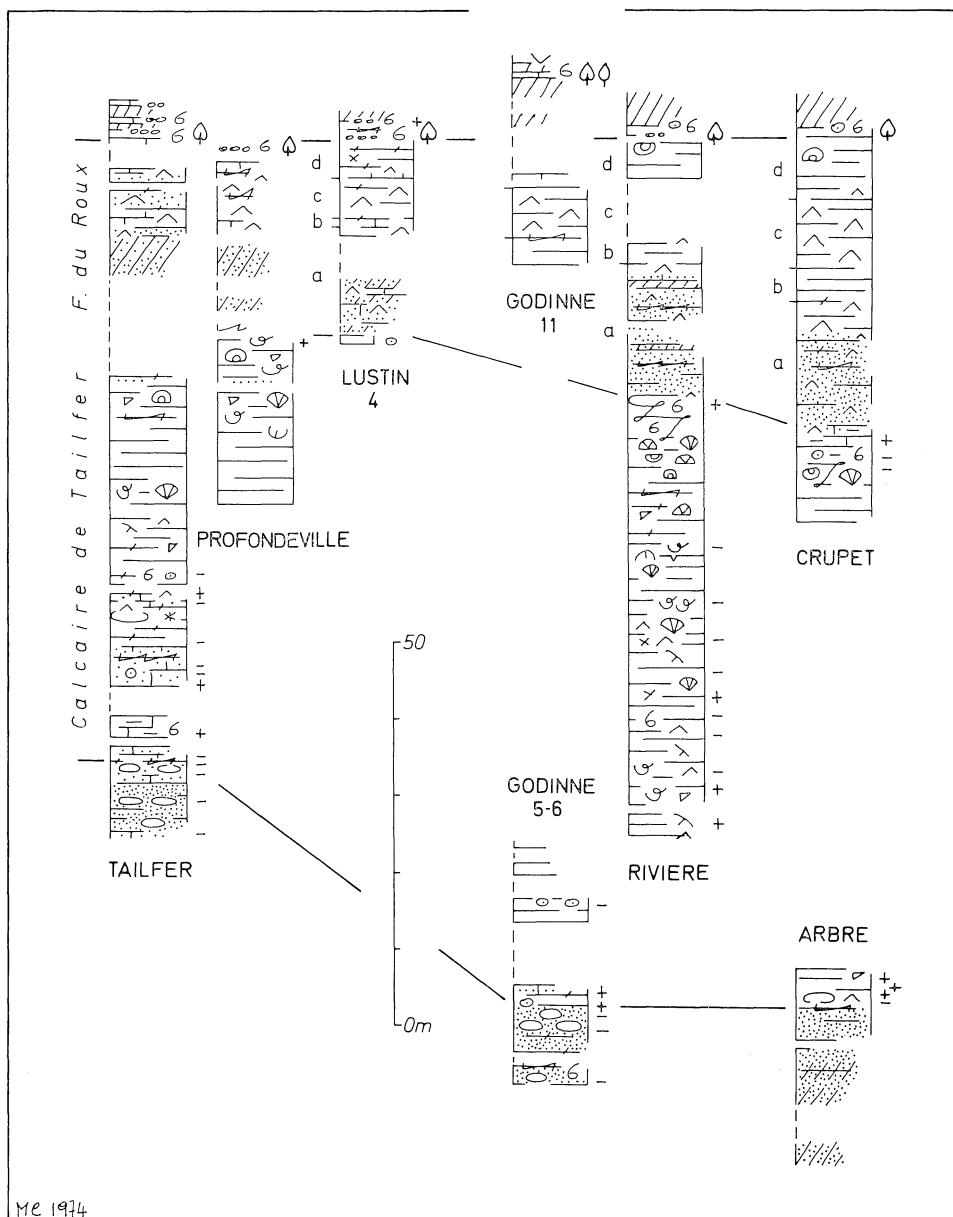 F. du Roux
Calcaire de Tailfer
d
c
b
a
d
c
b
a
c
b
d
c
b
a
LUSTIN
4
GODINNE
11
PROFONDEVILLE
CRUPET
50
0m
TAILFER
GODINNE
5-6
RIVIERE
ARBRE
MC 1974